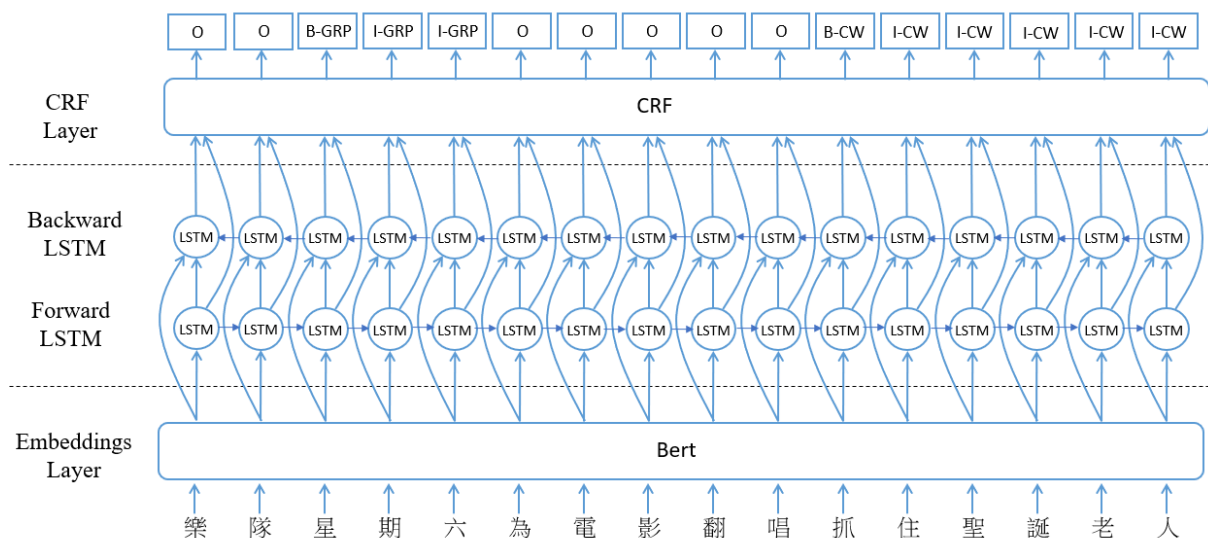 O O B-GRP I-GRP I-GRP O O O O O B-CW I-CW I-CW I-CW I-CW I-CW
CRF
Layer
CRF
Backward
LSTM
LSTM LSTM LSTM LSTM LSTM LSTM LSTM LSTM LSTM LSTM LSTM LSTM LSTM LSTM LSTM LSTM
Forward
LSTM
LSTM LSTM LSTM LSTM LSTM LSTM LSTM LSTM LSTM LSTM LSTM LSTM LSTM LSTM LSTM LSTM
Embeddings
Layer
Bert
樂 隊 星 期 六 為 電 影 翻 唱 抓 住 聖 誕 老 人